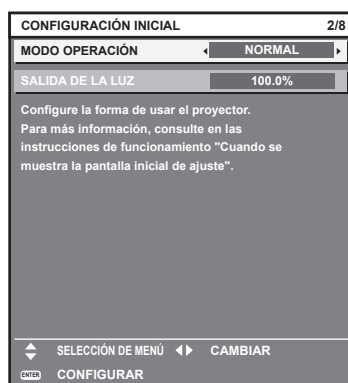 CONFIGURACIÓN INICIAL 2/8
MODO OPERACIÓN NORMAL
SALIDA DE LA LUZ 100.0%
Configure la forma de usar el proyector.
Para más información, consulte en las
instrucciones de funcionamiento "Cuando se
muestra la pantalla inicial de ajuste".
SELECCIÓN DE MENÚ CAMBIAR
ENTER CONFIGURAR